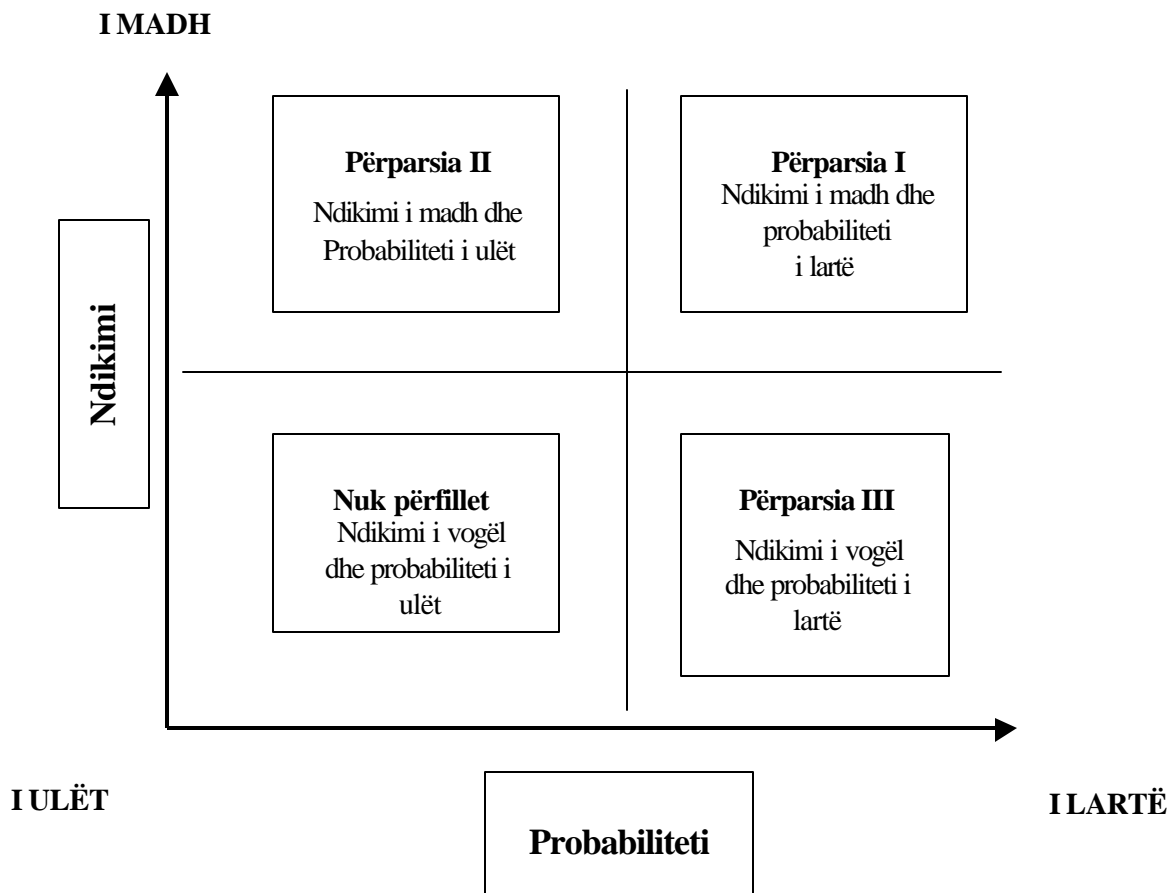 I MADH
Përparsia II
Ndikimi i madh dhe
Probabiliteti i ulët
Përparsia I
Ndikimi i madh dhe
probabiliteti
i lartë
Ndikimi
Nuk përfillet
Ndikimi i vogël
dhe probabiliteti i
ulët
Përparsia III
Ndikimi i vogël
dhe probabiliteti i
lartë
I ULËT
Probabiliteti
I LARTË